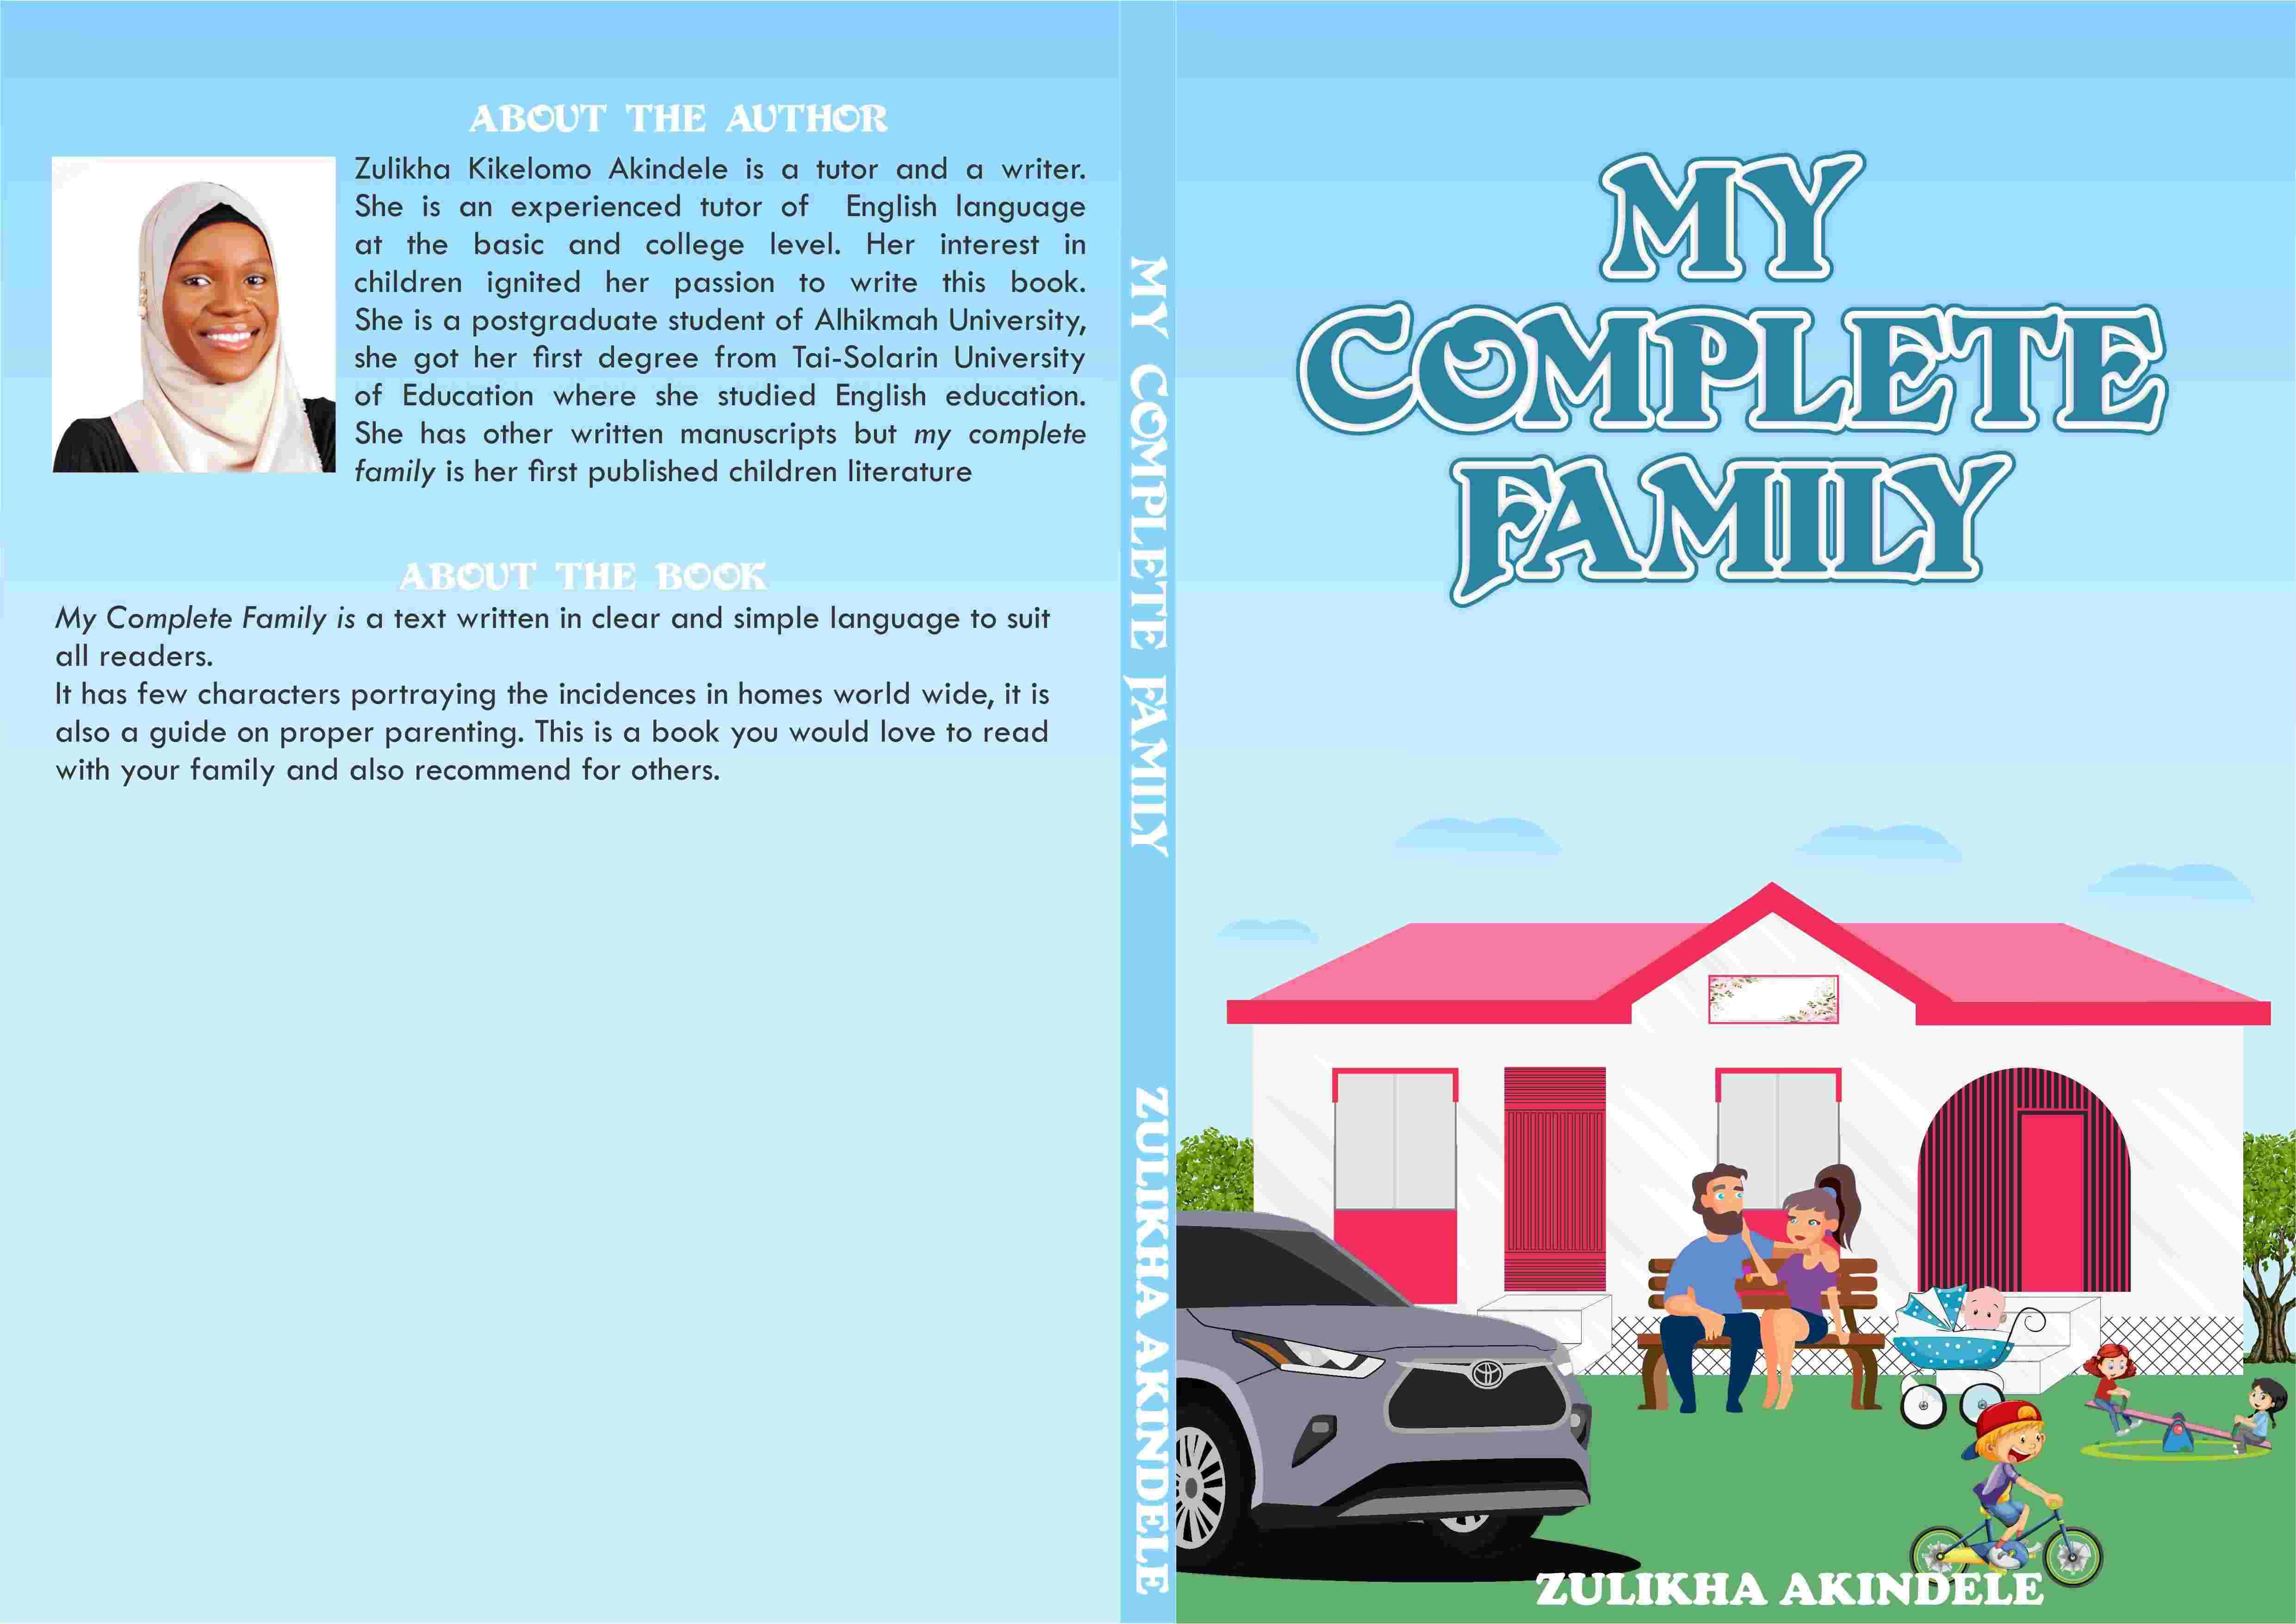 ABOUT THE AUTHOR
Zulikha Kikelomo Akindele is a tutor and a writer.
She is an experienced tutor of English language
at the basic and college level. Her interest in
children ignited her passion to write this book.
She is a postgraduate student of Alhikmah University,
she got her first degree from Tai-Solarin University
of Education where she studied English education.
She has other written manuscripts but my complete
family is her first published children literature
ABOUT THE BOOK
My Complete Family is a text written in clear and simple language to suit
all readers.
It has few characters portraying the incidences in homes world wide, it is
also a guide on proper parenting. This is a book you would love to read
with your family and also recommend for others.
MY COMPLETE FAMILY
ZULIKHA AKINDELE
MY
COMPLETE
FAMILY
ZULIKHA AKINDELE